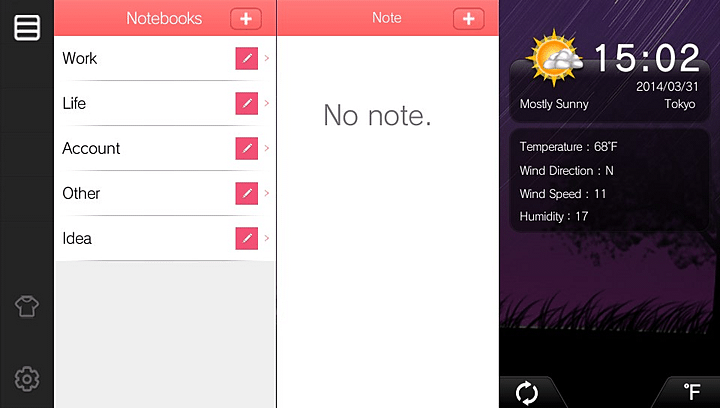 Notebooks
Work
Life
Account
Other
Idea
Note
No note.
15:02
2014/03/31
Mostly Sunny Tokyo
Temperature : 68°F
Wind Direction : N
Wind Speed : 11
Humidity : 17
°F